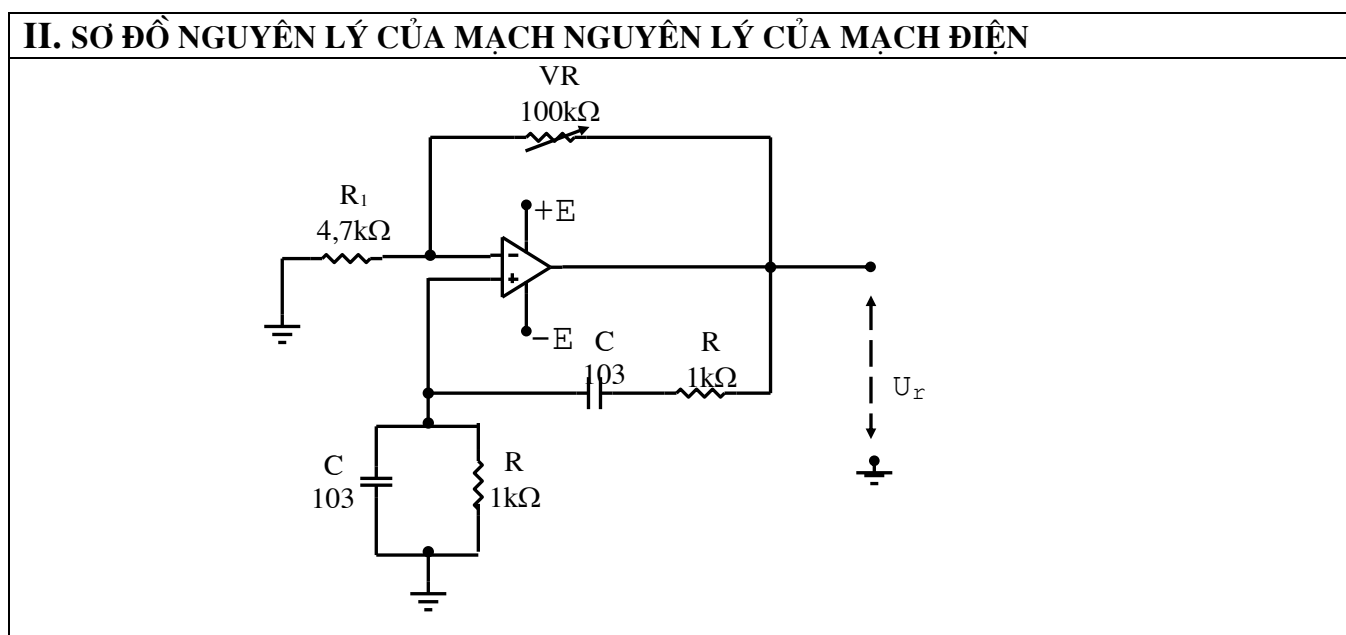 II. SƠ ĐỒ NGUYÊN LÝ CỦA MẠCH NGUYÊN LÝ CỦA MẠCH ĐIỆN
VR
100kΩ
R₁
4,7kΩ
+E
-
+
−E
C
103
R
1kΩ
Uᵣ
C
103
R
1kΩ